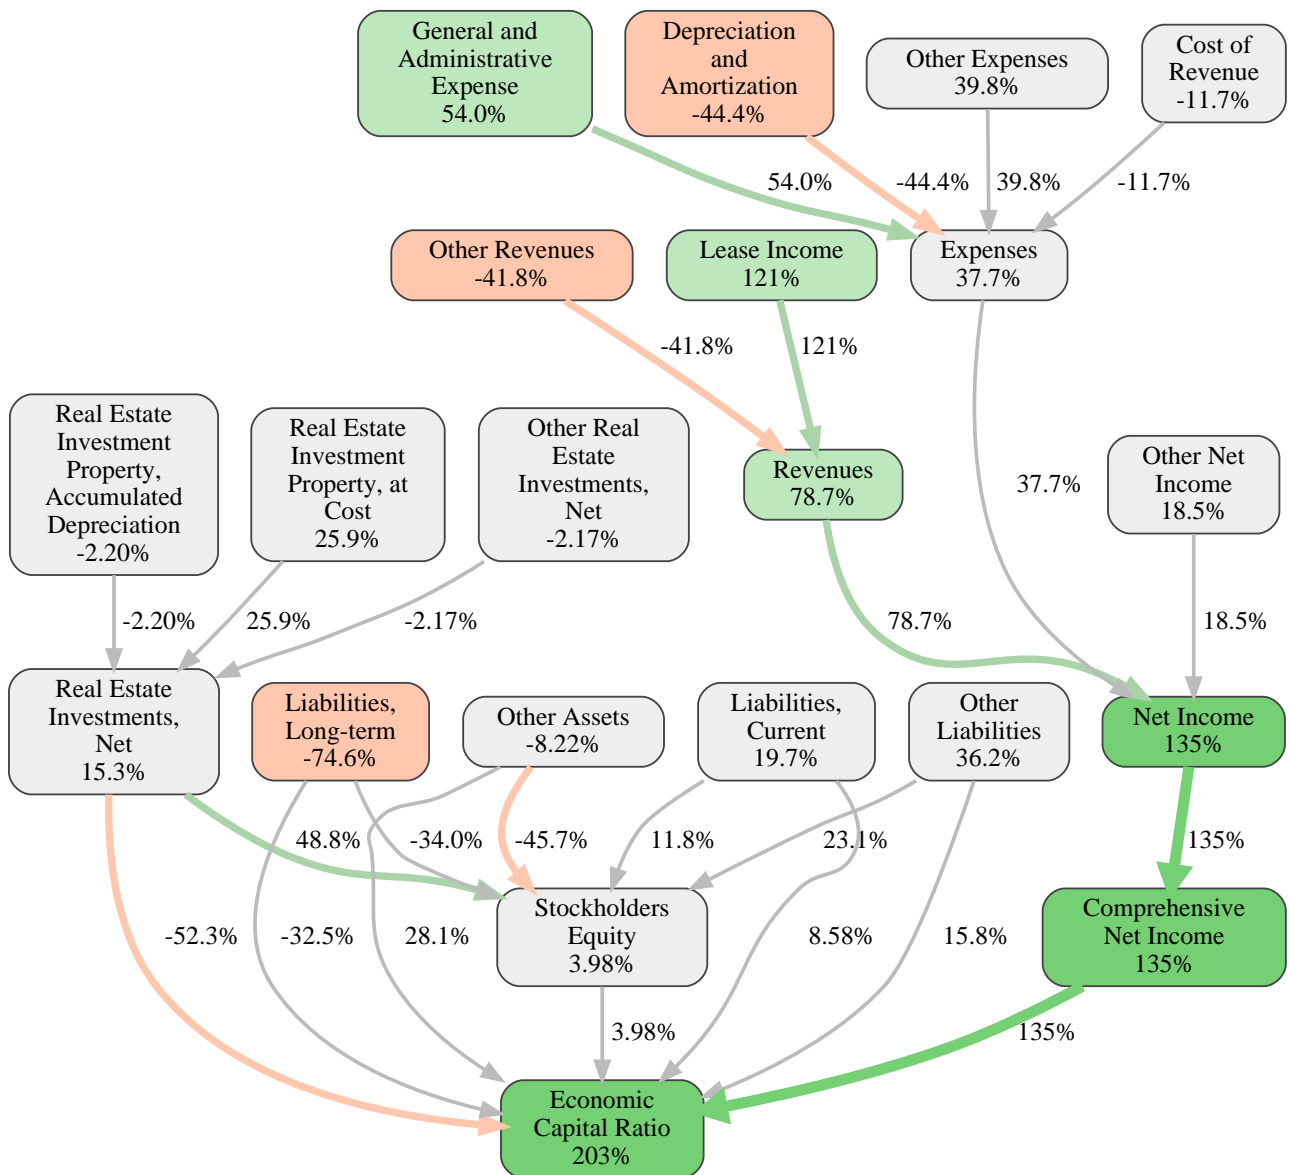 General and
Administrative
Expense
54.0%
Depreciation
and
Amortization
-44.4%
Other Expenses
39.8%
Cost of
Revenue
-11.7%
54.0%
-44.4%
39.8%
-11.7%
Other Revenues
-41.8%
Lease Income
121%
Expenses
37.7%
-41.8%
121%
Real Estate
Investment
Property,
Accumulated
Depreciation
-2.20%
Real Estate
Investment
Property, at
Cost
25.9%
Other Real
Estate
Investments,
Net
-2.17%
Revenues
78.7%
37.7%
Other Net
Income
18.5%
-2.20%
25.9%
-2.17%
78.7%
18.5%
Real Estate
Investments,
Net
15.3%
Liabilities,
Long-term
-74.6%
Other Assets
-8.22%
Liabilities,
Current
19.7%
Other
Liabilities
36.2%
Net Income
135%
48.8%
-34.0%
-45.7%
11.8%
23.1%
135%
Stockholders
Equity
3.98%
Comprehensive
Net Income
135%
-52.3%
-32.5%
28.1%
8.58%
15.8%
3.98%
135%
Economic
Capital Ratio
203%